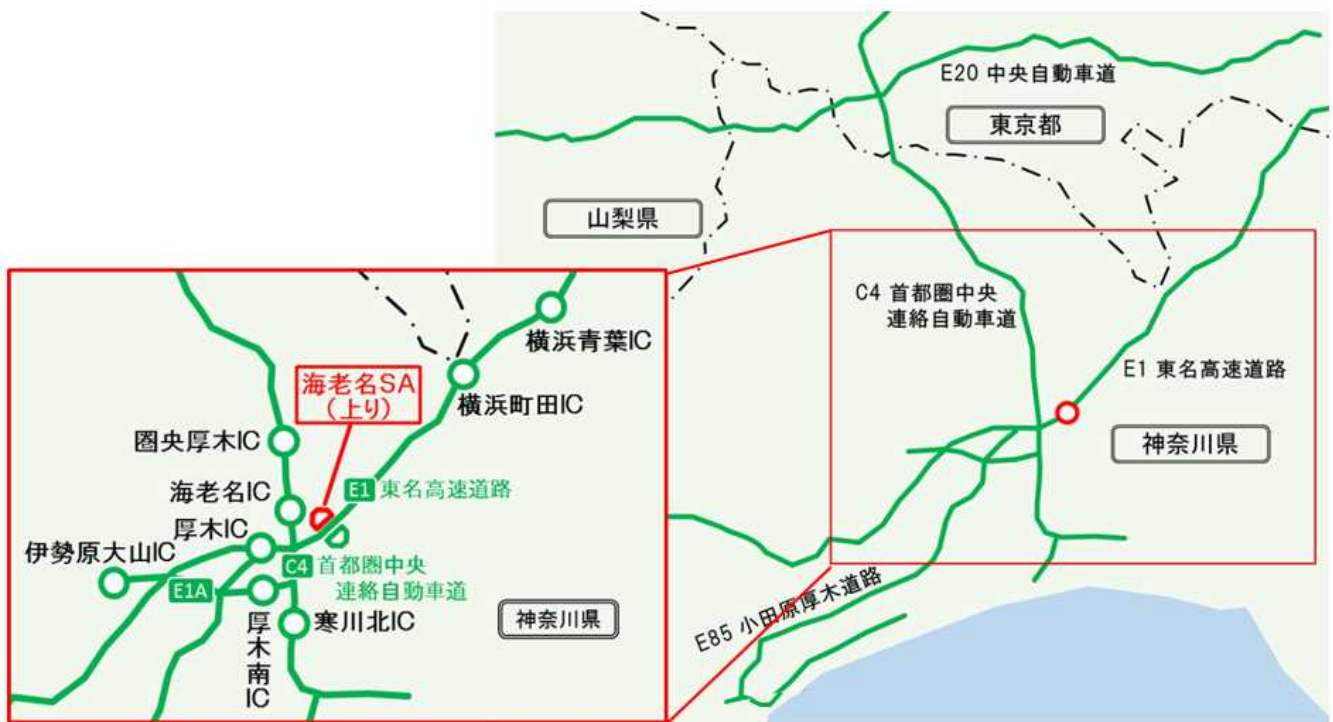 E20 中央自動車道
東京都
山梨県
C4 首都圏中央
連絡自動車道
E1 東名高速道路
神奈川県
E85 小田原厚木道路
横浜青葉IC
海老名SA
(上り)
横浜町田IC
圏央厚木IC
E1 東名高速道路
海老名IC
厚木IC
伊勢原大山IC
C4 首都圏中央
連絡自動車道
E1A
寒川北IC
神奈川県
厚木南IC